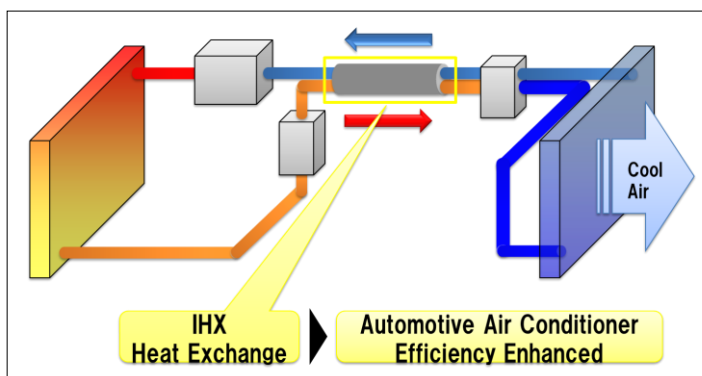 Cool
Air
IHX
Heat Exchange
Automotive Air Conditioner
Efficiency Enhanced